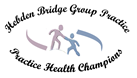 Hebden Bridge Group Practice
Practice Health Champions